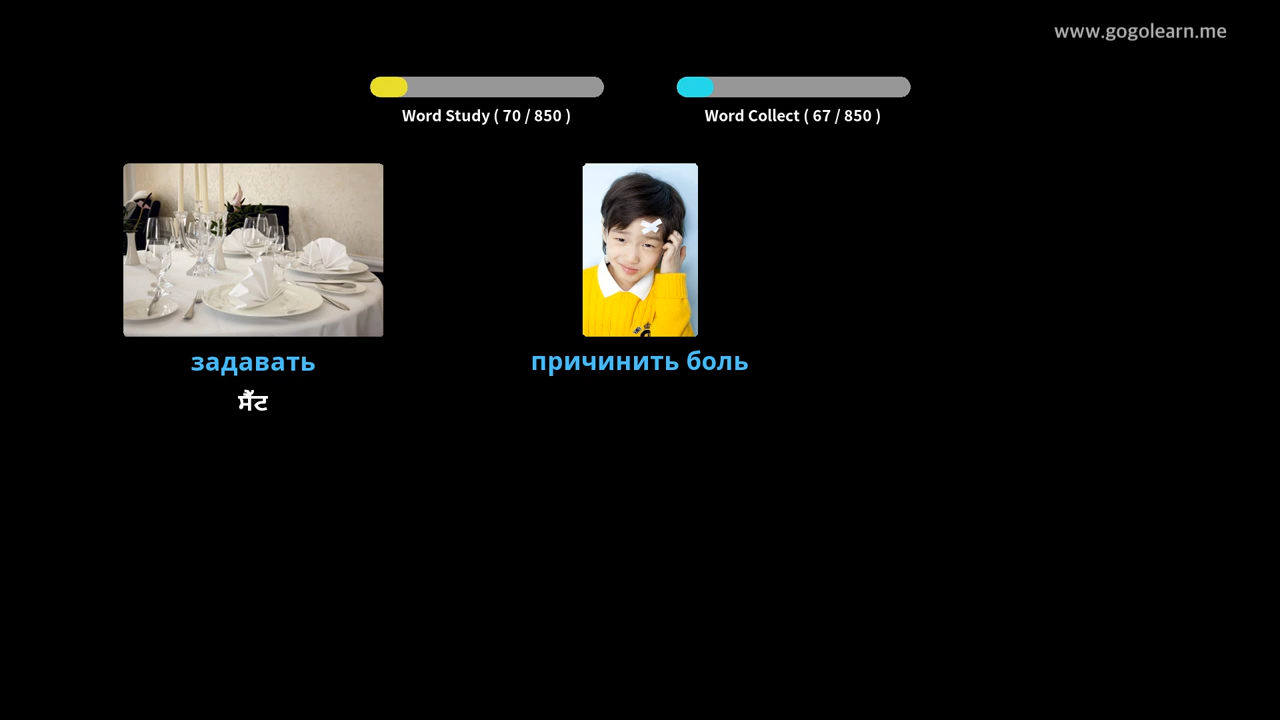 www.gogolearn.me
Word Study ( 70 / 850 )
Word Collect ( 67 / 850 )
задавать
причинить боль
ਸੈੱਟ